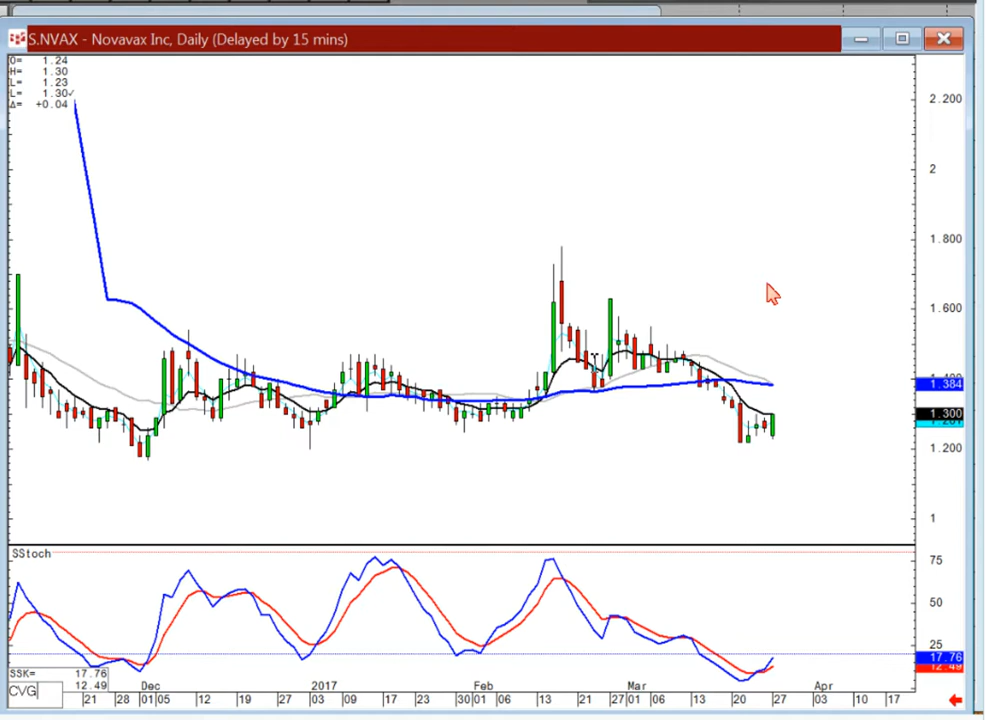 S.NVAX - Novavax Inc, Daily (Delayed by 15 mins)
O= 1.24
H= 1.30
L= 1.23
L= 1.30✓
Δ= +0.04
2.200
2
1.800
1.600
1.384
1.300
1.200
1
SStoch
75
50
25
17.76
12.49
SSK= 17.76
12.49
CVG
21 28 01 05 12 19 27 03 09 17 23 30 01 06 13 21 27 01 06 13 20 27 03 10 17
Dec 2017 Feb Mar Apr